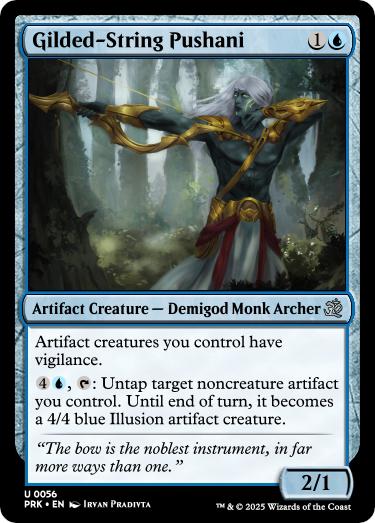 Gilded-String Pushani 1
Artifact Creature — Demigod Monk Archer
Artifact creatures you control have
vigilance.
4, : Untap target noncreature artifact
you control. Until end of turn, it becomes
a 4/4 blue Illusion artifact creature.
“The bow is the noblest instrument, in far
more ways than one.”
2/1
U 0056
PRK • EN Irvan Pradivta
™ & © 2025 Wizards of the Coast